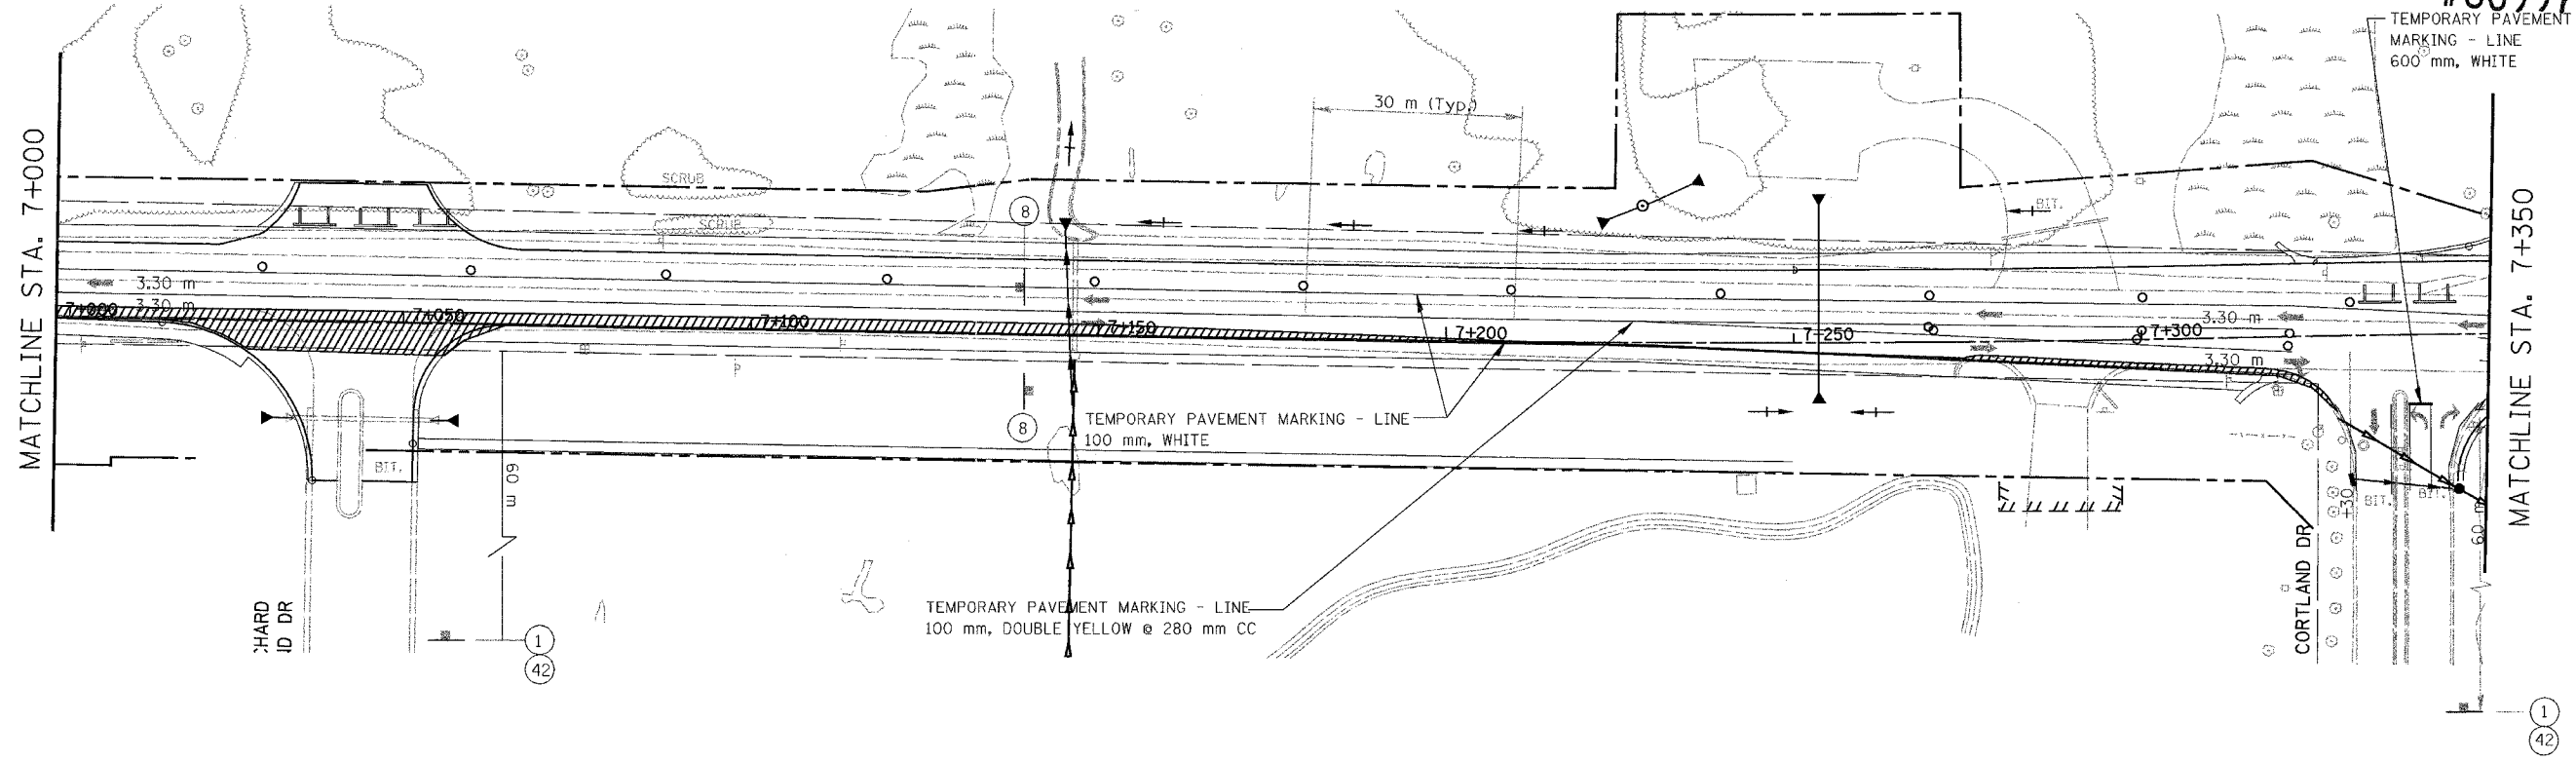 TEMPORARY PAVEMENT
MARKING - LINE
600 mm, WHITE
30 m (Typ.)
MATCHLINE STA. 7+000
MATCHLINE STA. 7+350
SCRUB
SCRUB
8
BIT.
3.30 m
3.30 m
7+000
7+050
7+100
7+150
7+200
7+250
7+300
3.30 m
3.30 m
TEMPORARY PAVEMENT MARKING - LINE
100 mm, WHITE
8
BIT.
60 m
+30
BIT.
BIT.
60 m
CORTLAND DR
CHARD
ND DR
TEMPORARY PAVEMENT MARKING - LINE
100 mm, DOUBLE YELLOW @ 280 mm CC
1
42
1
42